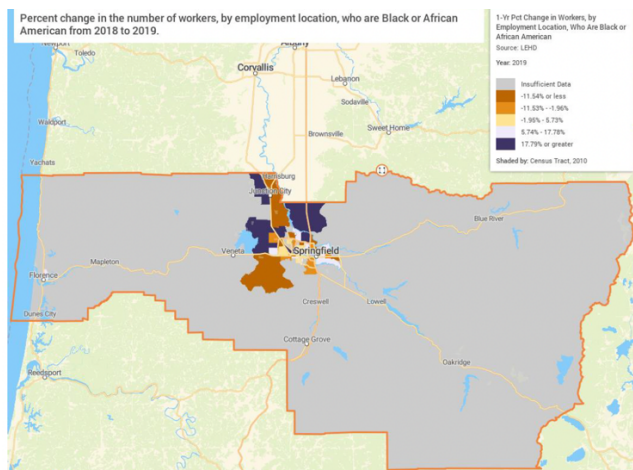 Percent change in the number of workers, by employment location, who are Black or African
American from 2018 to 2019.
1-Yr Pct Change in Workers, by
Employment Location, Who Are Black or
African American
Source: LEHD
Year: 2019
Insufficient Data
-11.54% or less
-11.53% - -1.96%
-1.95% - 5.73%
5.74% - 17.78%
17.79% or greater
Shaded by: Census Tract, 2010
Newport
Toledo
Albany
Corvallis
Lebanon
Sodaville
Waldport
Brownsville
Sweet Home
Yachats
Junction City
Blue River
Veneta
Springfield
Mapleton
Florence
Dunes City
Creswell
Lowell
Cottage Grove
Oakridge
Reedsport